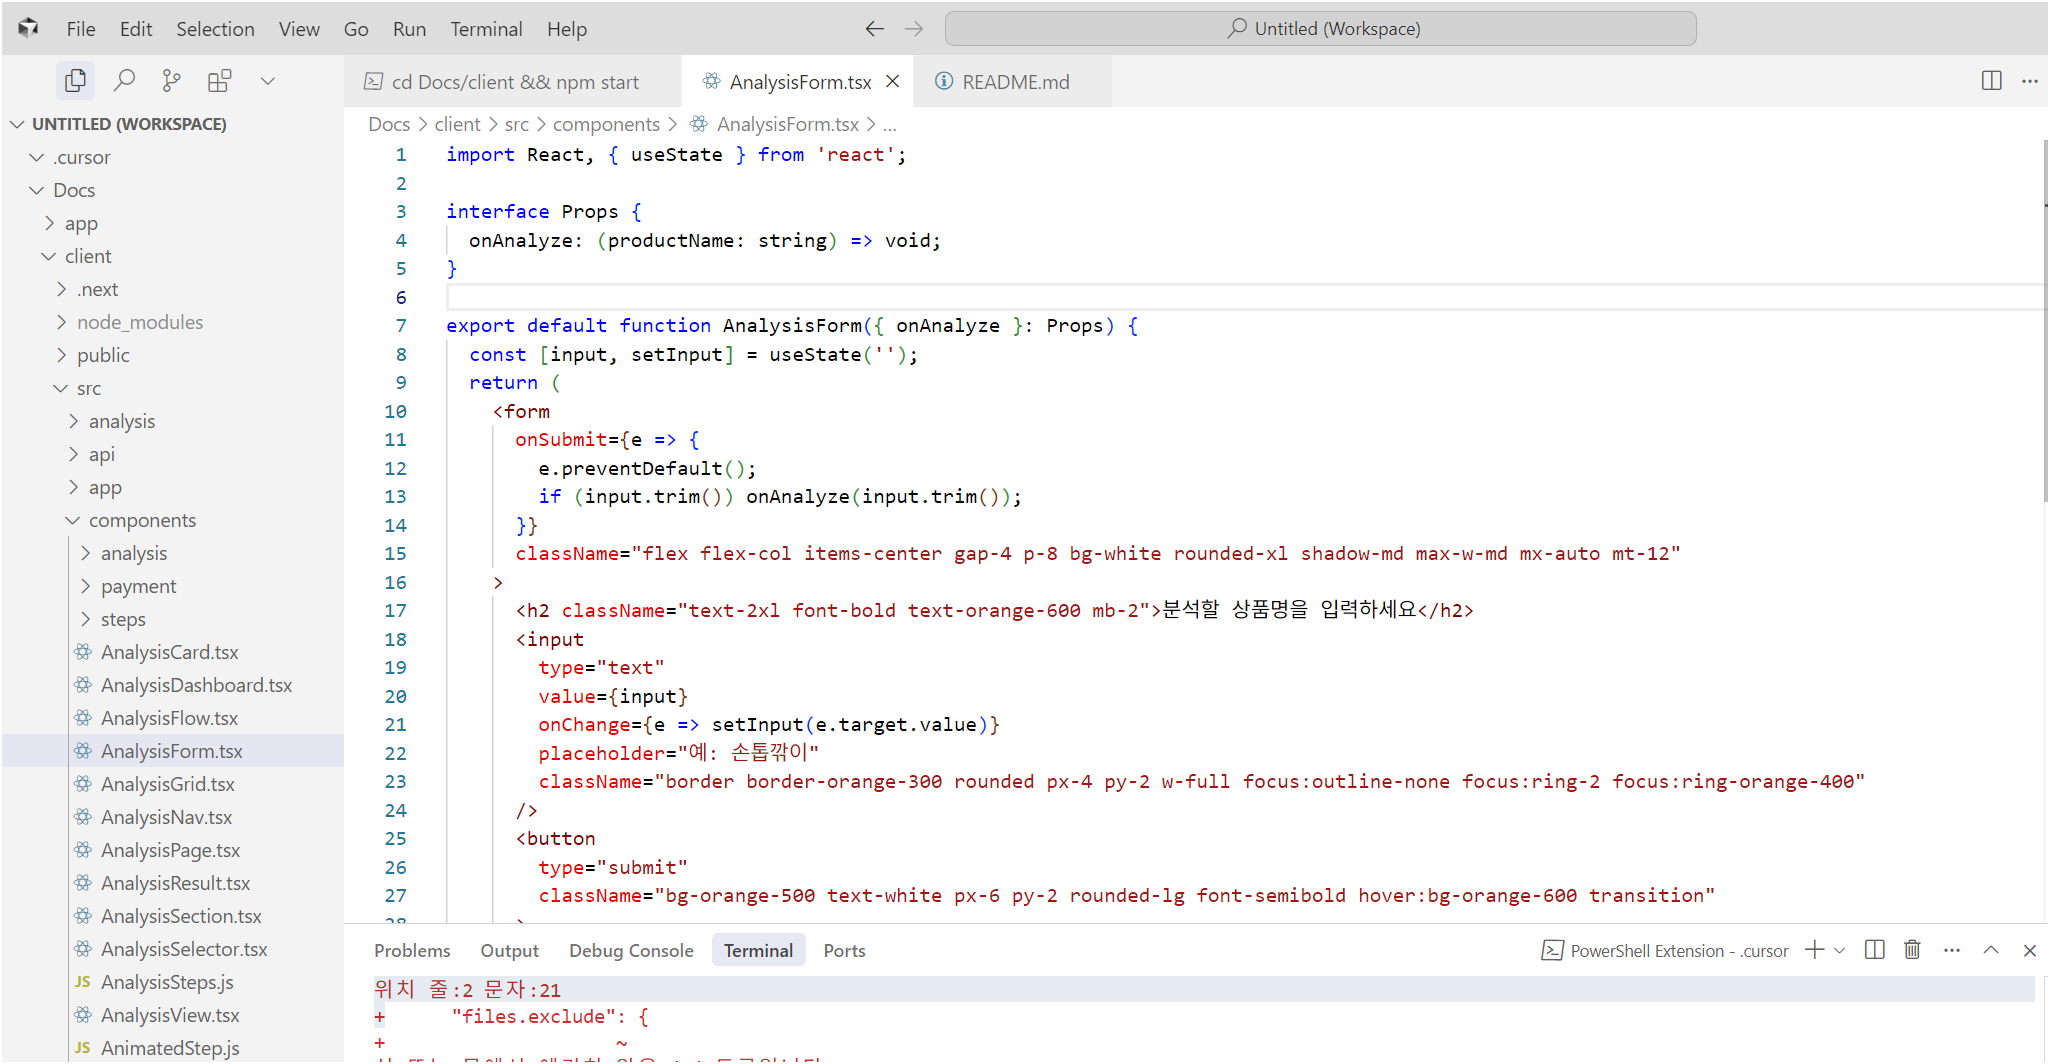 File Edit Selection View Go Run Terminal Help
Untitled (Workspace)
cd Docs/client && npm start
AnalysisForm.tsx
README.md
UNTITLED (WORKSPACE)
.cursor
Docs
app
client
.next
node_modules
public
src
analysis
api
app
components
analysis
payment
steps
AnalysisCard.tsx
AnalysisDashboard.tsx
AnalysisFlow.tsx
AnalysisForm.tsx
AnalysisGrid.tsx
AnalysisNav.tsx
AnalysisPage.tsx
AnalysisResult.tsx
AnalysisSection.tsx
AnalysisSelector.tsx
JS AnalysisSteps.js
AnalysisView.tsx
JS AnimatedStep.js
Docs > client > src > components > AnalysisForm.tsx > ...
1 import React, { useState } from 'react';
2
3 interface Props {
4 onAnalyze: (productName: string) => void;
5 }
6
7 export default function AnalysisForm({ onAnalyze }: Props) {
8 const [input, setInput] = useState('');
9 return (
10 <form
11 onSubmit={e => {
12 e.preventDefault();
13 if (input.trim()) onAnalyze(input.trim());
14 }}
15 className="flex flex-col items-center gap-4 p-8 bg-white rounded-xl shadow-md max-w-md mx-auto mt-12"
16 >
17 <h2 className="text-2xl font-bold text-orange-600 mb-2">분석할 상품명을 입력하세요</h2>
18 <input
19 type="text"
20 value={input}
21 onChange={e => setInput(e.target.value)}
22 placeholder="예: 손톱깎이"
23 className="border border-orange-300 rounded px-4 py-2 w-full focus:outline-none focus:ring-2 focus:ring-orange-400"
24 />
25 <button
26 type="submit"
27 className="bg-orange-500 text-white px-6 py-2 rounded-lg font-semibold hover:bg-orange-600 transition"
28 >
Problems Output Debug Console Terminal Ports
PowerShell Extension - .cursor
위치 줄:2 문자:21
+ "files.exclude": {
+ ~